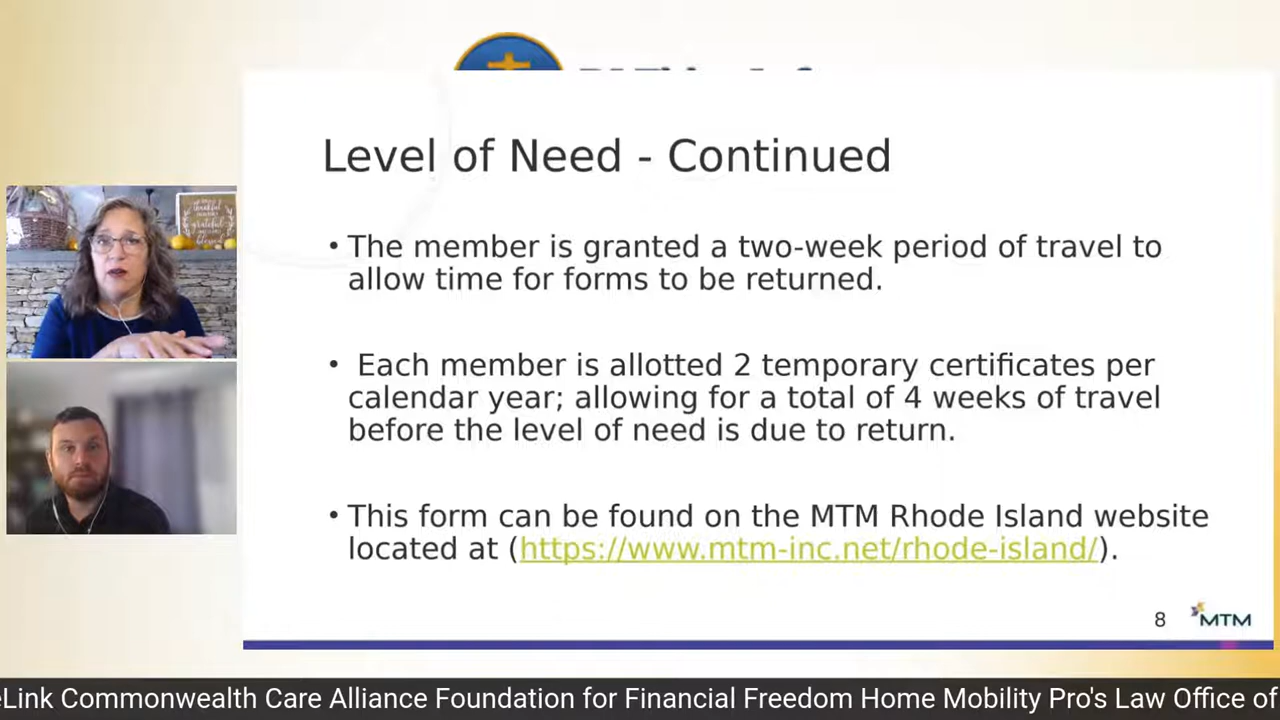 Level of Need - Continued
• The member is granted a two-week period of travel to
allow time for forms to be returned.
• Each member is allotted 2 temporary certificates per
calendar year; allowing for a total of 4 weeks of travel
before the level of need is due to return.
• This form can be found on the MTM Rhode Island website
located at (https://www.mtm-inc.net/rhode-island/).
8
MTM
thankful
grateful
blessed
eLink Commonwealth Care Alliance Foundation for Financial Freedom Home Mobility Pro's Law Office of